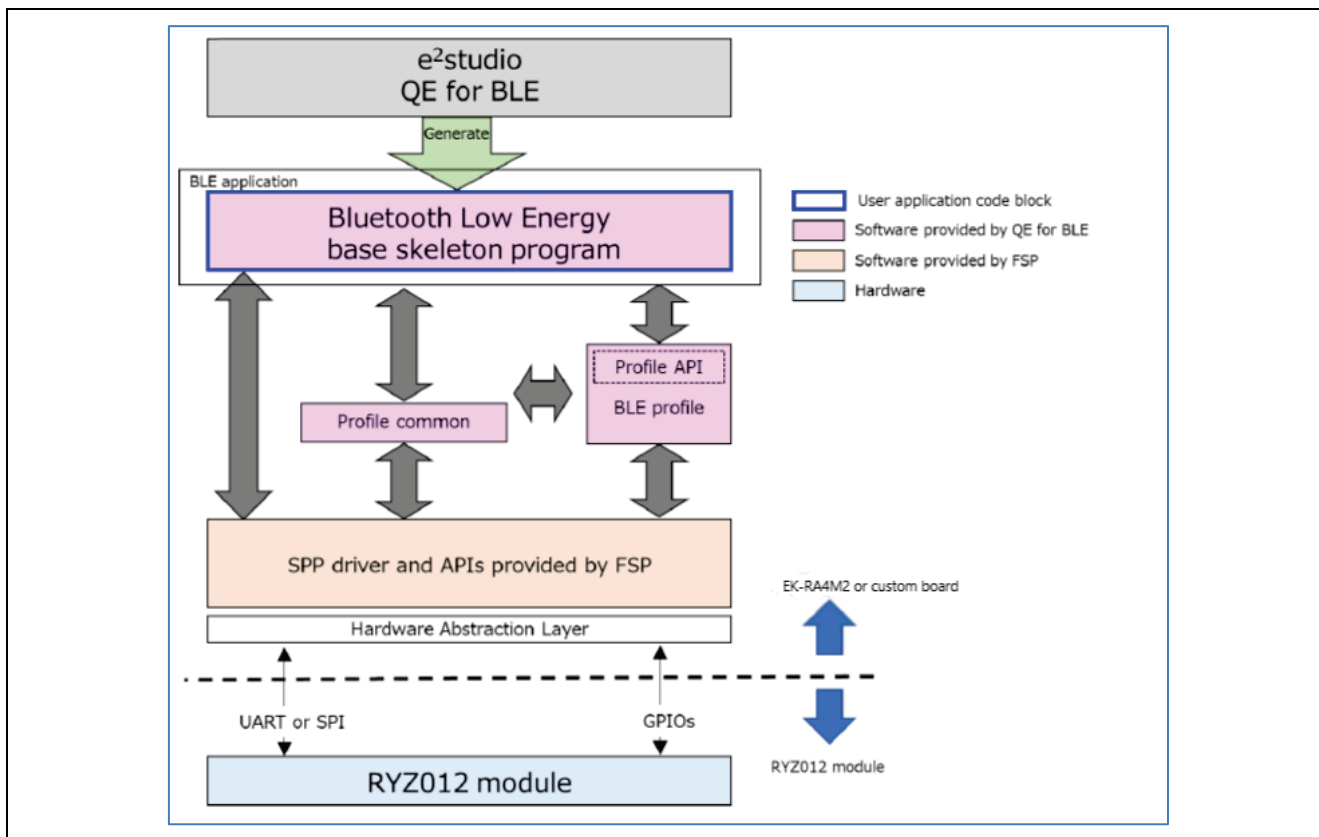 e²studio
QE for BLE
Generate
BLE application
Bluetooth Low Energy
base skeleton program
User application code block
Software provided by QE for BLE
Software provided by FSP
Hardware
Profile API
BLE profile
Profile common
SPP driver and APIs provided by FSP
EK-RA4M2 or custom board
Hardware Abstraction Layer
UART or SPI
GPIOs
RYZ012 module
RYZ012 module